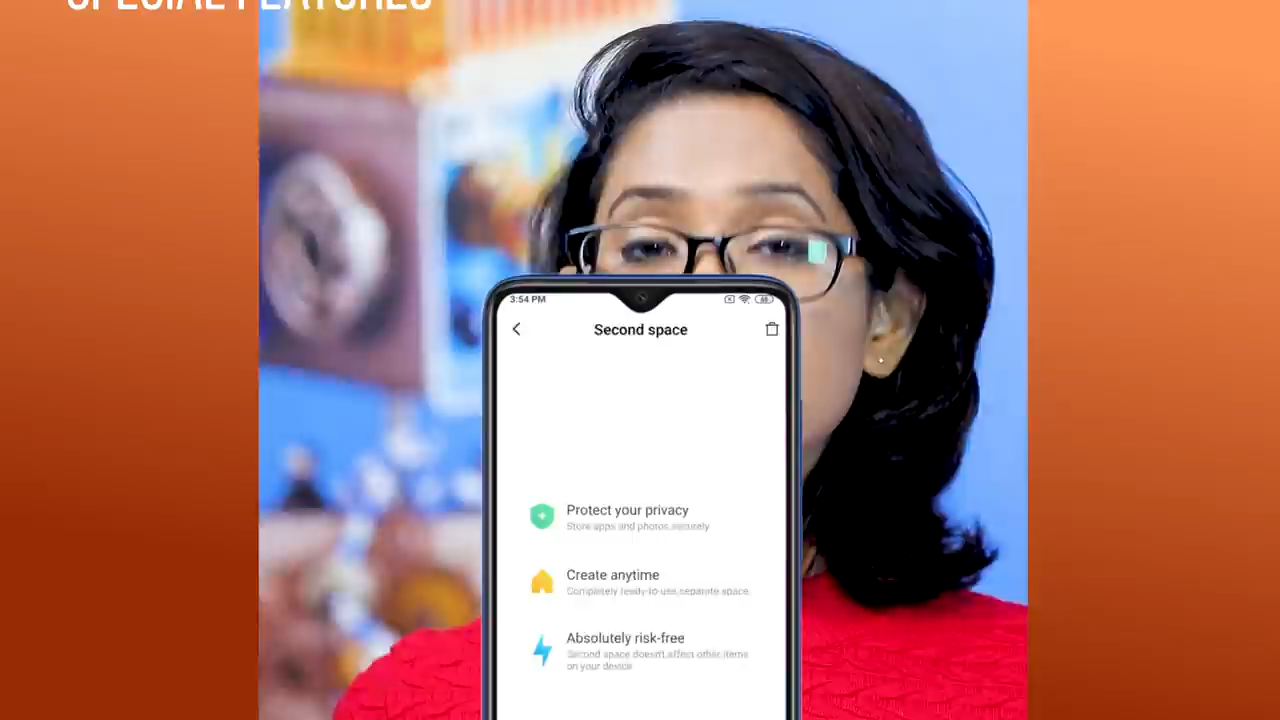 SPECIAL FEATURES
3:54 PM
68
Second space
Protect your privacy
Store apps and photos securely
Create anytime
Completely ready-to-use separate space
Absolutely risk-free
Second space doesn't affect other items
on your device